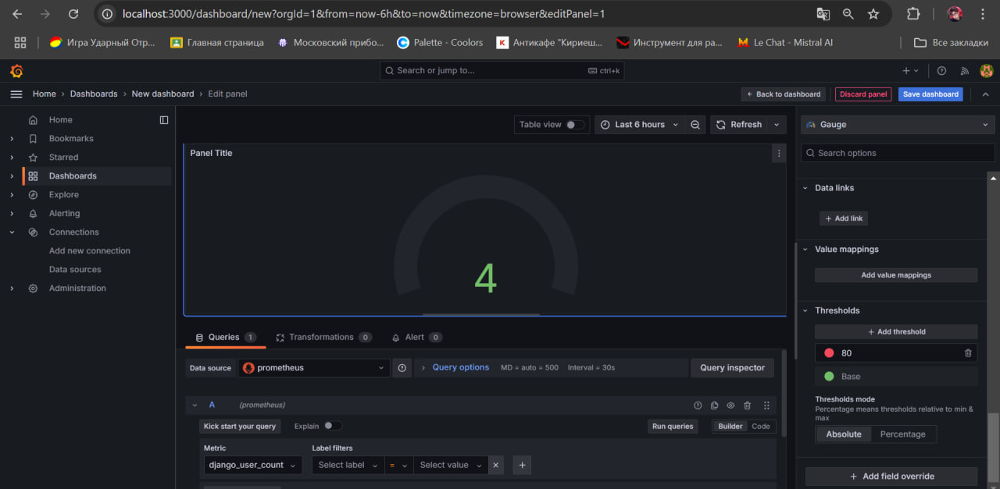 localhost:3000/dashboard/new?orgId=1&from=now-6h&to=now&timezone=browser&editPanel=1
Игра Ударный Отр...
Главная страница
Московский прибо...
Palette - Coolors
К Антикафе "Кириеш...
Инструмент для ра...
Le Chat - Mistral AI
Все закладки
Search or jump to...
ctrl+k
Home › Dashboards › New dashboard › Edit panel
Back to dashboard
Discard panel
Save dashboard
Home
Bookmarks
Starred
Dashboards
Explore
Alerting
Connections
Add new connection
Data sources
Administration
Table view
Last 6 hours
Refresh
Panel Title
4
Queries 1
Transformations 0
Alert 0
Data source
prometheus
Query options
MD = auto = 500
Interval = 30s
Query inspector
A
(prometheus)
Kick start your query
Explain
Run queries
Builder
Code
Metric
Label filters
django_user_count
Select label
=
Select value
Gauge
Search options
Data links
+ Add link
Value mappings
Add value mappings
Thresholds
+ Add threshold
80
Base
Thresholds mode
Percentage means thresholds relative to min &
max
Absolute
Percentage
+ Add field override